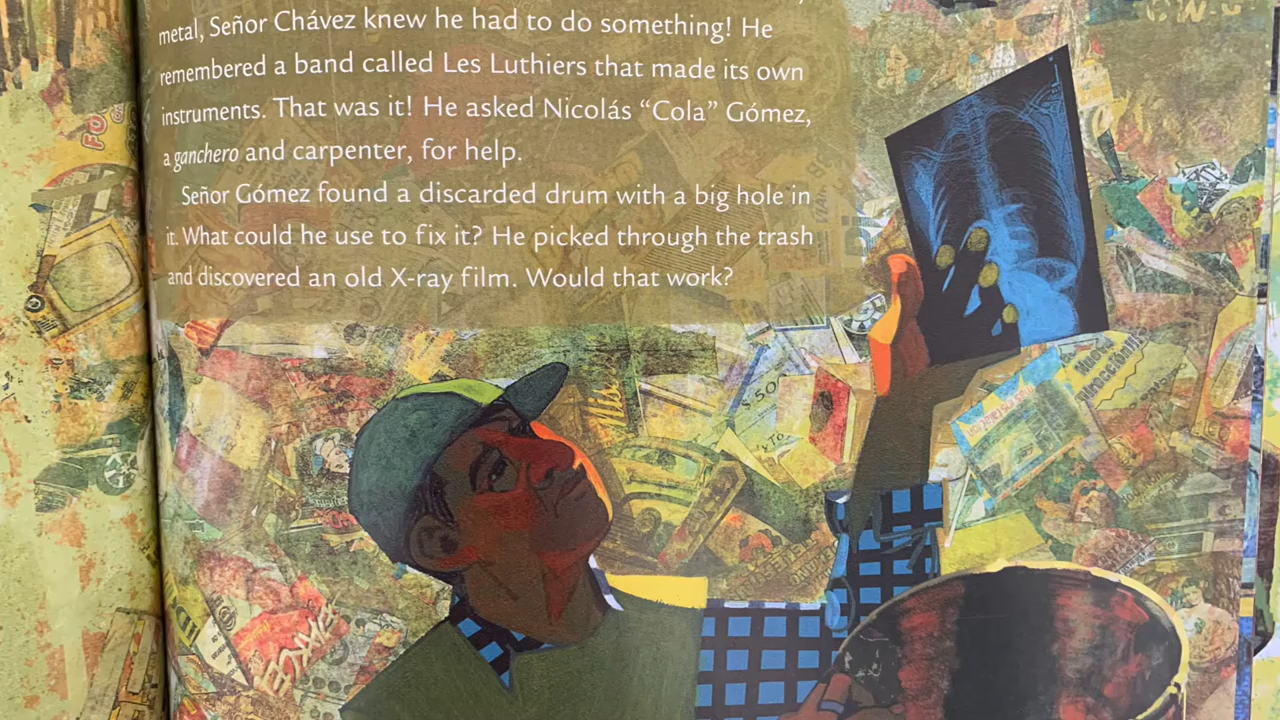 metal, Señor Chávez knew he had to do something! He
remembered a band called Les Luthiers that made its own
instruments. That was it! He asked Nicolás “Cola” Gómez,
a ganchero and carpenter, for help.
Señor Gómez found a discarded drum with a big hole in
it. What could he use to fix it? He picked through the trash
and discovered an old X-ray film. Would that work?
$50